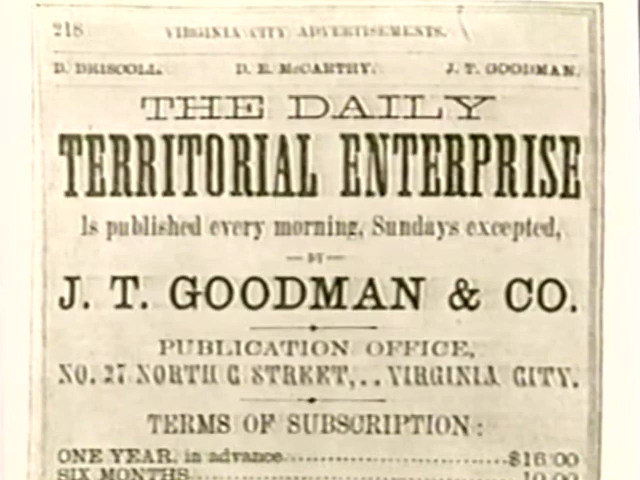 218 VIRGINIA CITY ADVERTISEMENTS.
D. DRISCOLL. D. E. McCARTHY. J. T. GOODMAN.
THE DAILY
TERRITORIAL ENTERPRISE
Is published every morning, Sundays excepted,
—BY—
J. T. GOODMAN & CO.
PUBLICATION OFFICE,
NO. 27 NORTH C STREET,..VIRGINIA CITY.
TERMS OF SUBSCRIPTION:
ONE YEAR, in advance..............................$16 00
SIX MONTHS..............................10 00